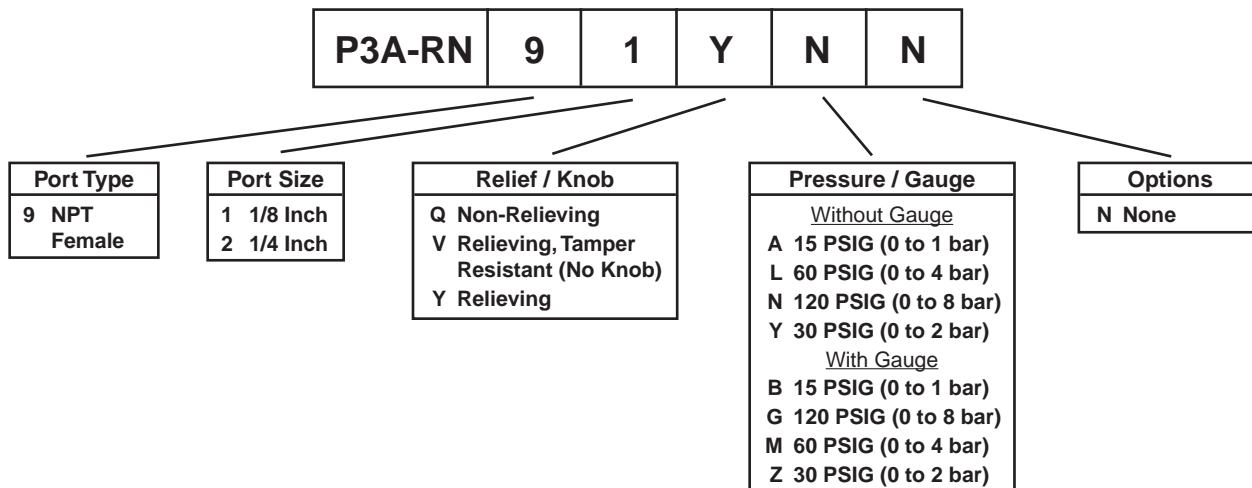 P3A-RN 9 1 Y N N
Port Type
9 NPT
Female
Port Size
1 1/8 Inch
2 1/4 Inch
Relief / Knob
Q Non-Relieving
V Relieving, Tamper
Resistant (No Knob)
Y Relieving
Pressure / Gauge
Without Gauge
A 15 PSIG (0 to 1 bar)
L 60 PSIG (0 to 4 bar)
N 120 PSIG (0 to 8 bar)
Y 30 PSIG (0 to 2 bar)
With Gauge
B 15 PSIG (0 to 1 bar)
G 120 PSIG (0 to 8 bar)
M 60 PSIG (0 to 4 bar)
Z 30 PSIG (0 to 2 bar)
Options
N None